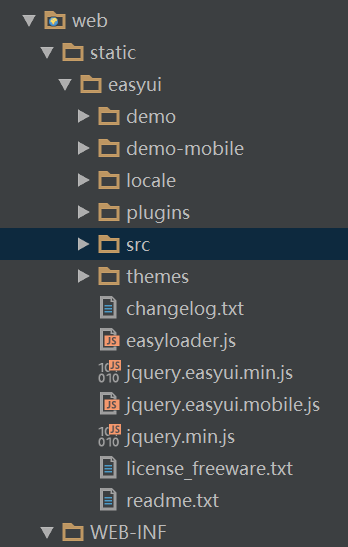 web
static
easyui
demo
demo-mobile
locale
plugins
src
themes
changelog.txt
easyloader.js
jquery.easyui.min.js
jquery.easyui.mobile.js
jquery.min.js
license_freeware.txt
readme.txt
WEB-INF